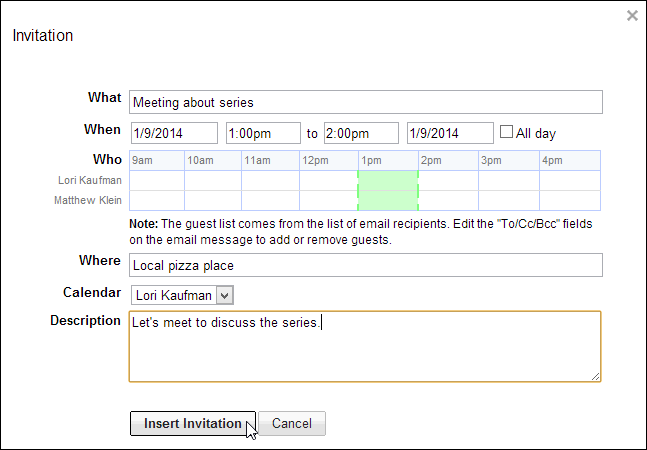 Invitation
What Meeting about series
When 1/9/2014 1:00pm to 2:00pm 1/9/2014 All day
Who 9am 10am 11am 12pm 1pm 2pm 3pm 4pm
Lori Kaufman
Matthew Klein
Note: The guest list comes from the list of email recipients. Edit the "To/Cc/Bcc" fields
on the email message to add or remove guests.
Where Local pizza place
Calendar Lori Kaufman
Description Let's meet to discuss the series.
Insert Invitation Cancel